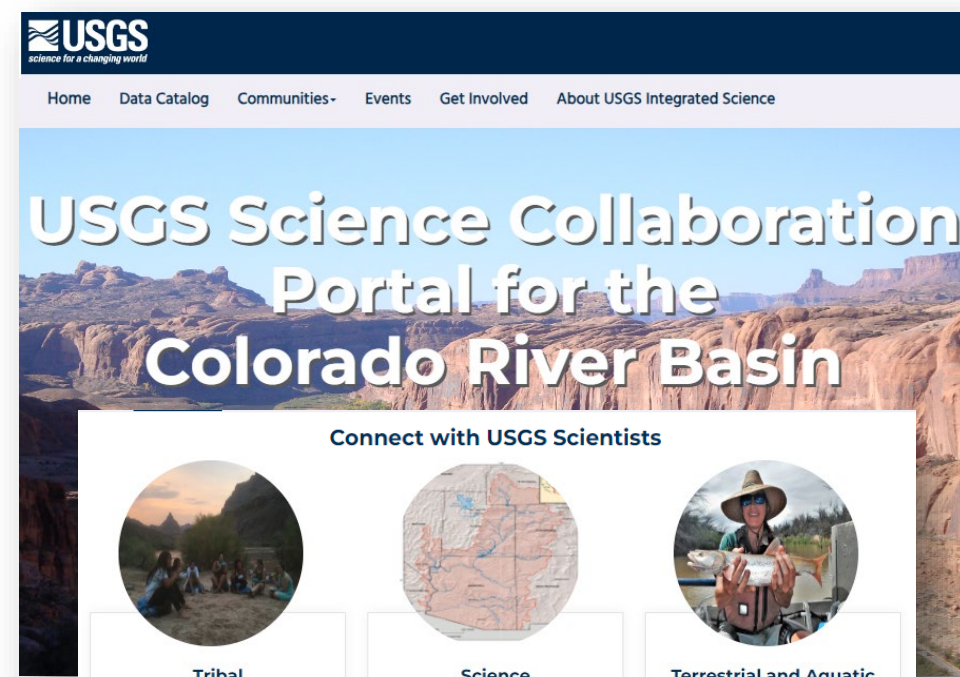 USGS
science for a changing world
Home Data Catalog Communities Events Get Involved About USGS Integrated Science
USGS Science Collaboration
Portal for the
Colorado River Basin
Connect with USGS Scientists
Tribal Science Terrestrial and Aquatic